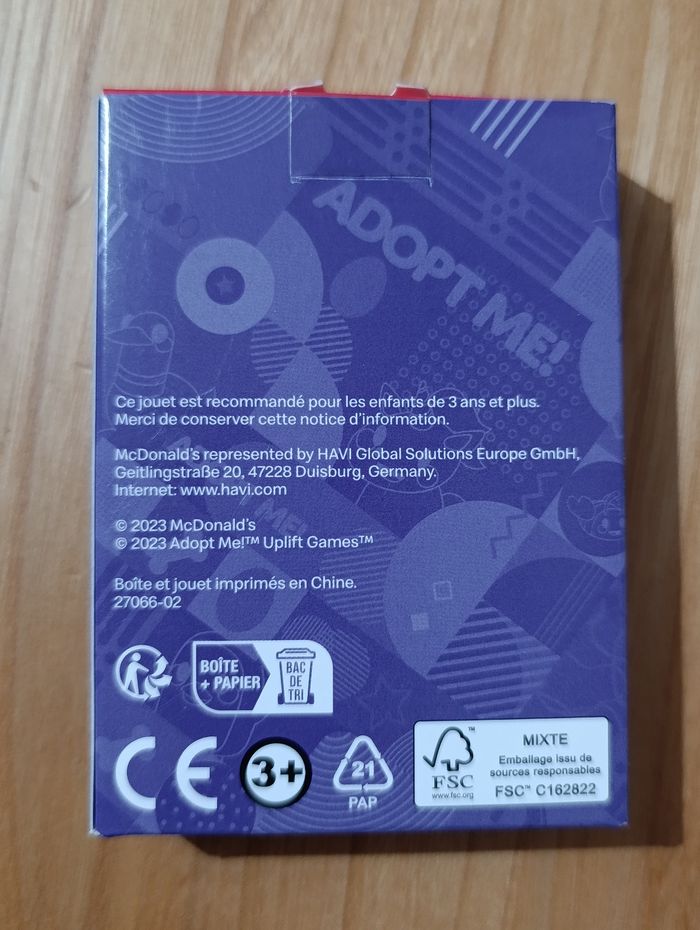 ADOPT ME!
Ce jouet est recommandé pour les enfants de 3 ans et plus.
Merci de conserver cette notice d'information.
McDonald's represented by HAVI Global Solutions Europe GmbH,
Geitlingstraße 20, 47228 Duisburg, Germany.
Internet: www.havi.com
ME!
© 2023 McDonald's
© 2023 Adopt Me!™ Uplift Games™
Boîte et jouet imprimés en Chine.
27066-02
BOÎTE
+ PAPIER
BAC
DE
TRI
CE
3+
21
PAP
FSC
www.fsc.org
MIXTE
Emballage issu de
sources responsables
FSC™ C162822